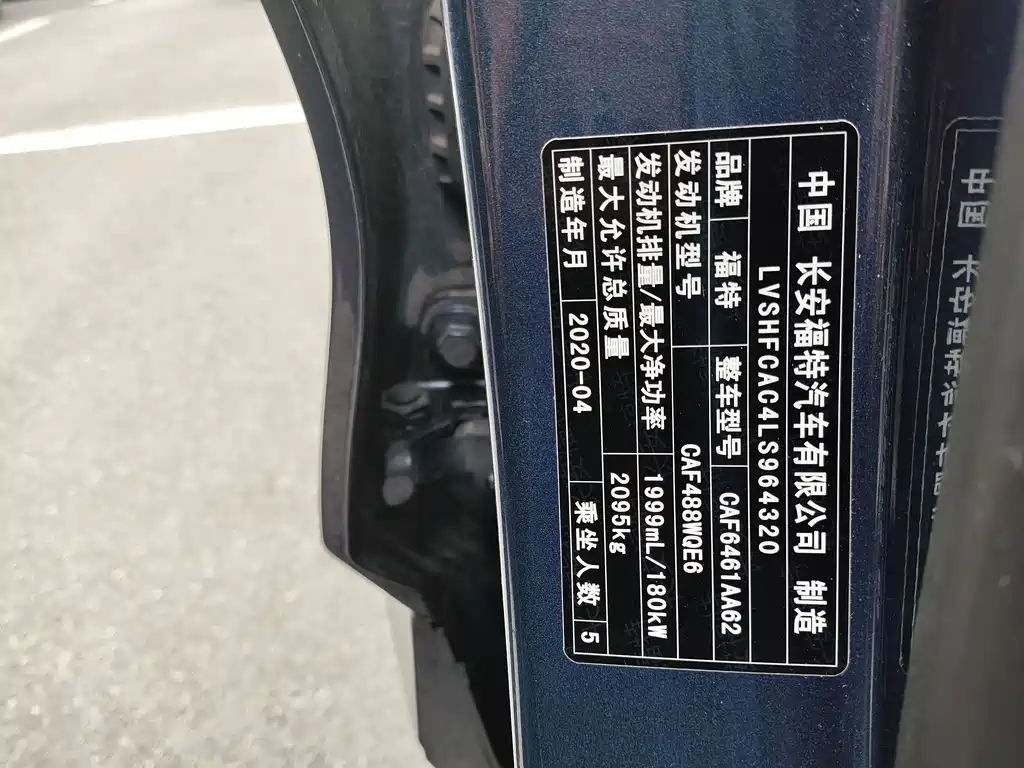 中国 长安福特汽车有限公司 制造
LVSHFCAC4LS964320
品牌 福特 整车型号 CAF6461AA62
发动机型号 CAF488WQE6
发动机排量/最大净功率 1999mL/180kW
最大允许总质量 2095kg
制造年月 2020-04 乘坐人数 5